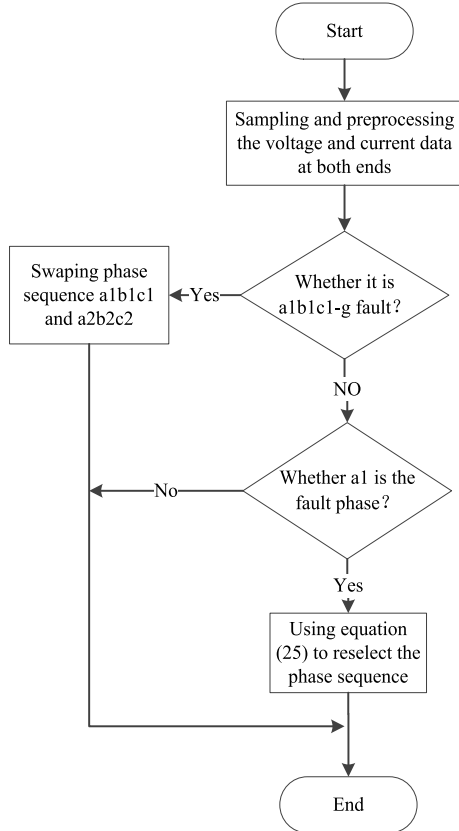 Start
Sampling and preprocessing
the voltage and current data
at both ends
Whether it is
a1b1c1-g fault?
Yes
Swaping phase
sequence a1b1c1
and a2b2c2
NO
Whether a1 is the
fault phase?
No
Yes
Using equation
(25) to reselect the
phase sequence
End